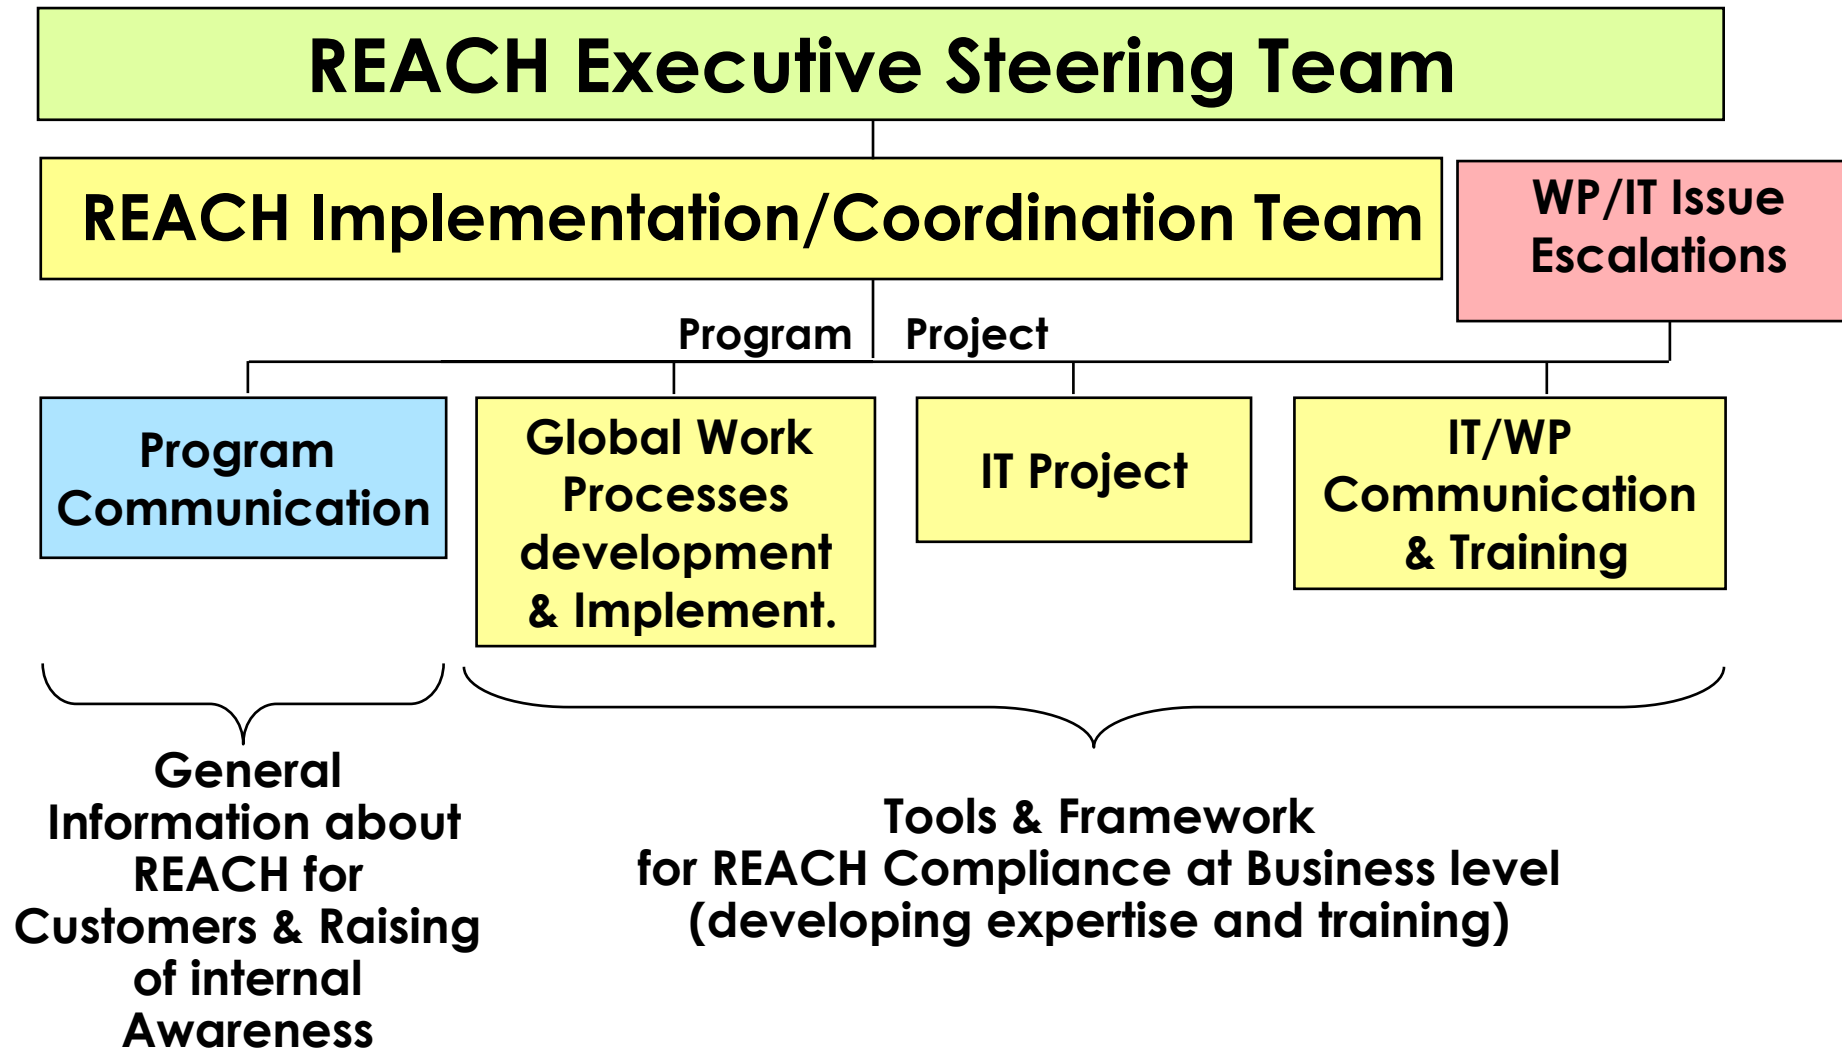 REACH Executive Steering Team
REACH Implementation/Coordination Team
WP/IT Issue
Escalations
Program Project
Program
Communication
Global Work
Processes
development
& Implement.
IT Project
IT/WP
Communication
& Training
General
Information about
REACH for
Customers & Raising
of internal
Awareness
Tools & Framework
for REACH Compliance at Business level
(developing expertise and training)